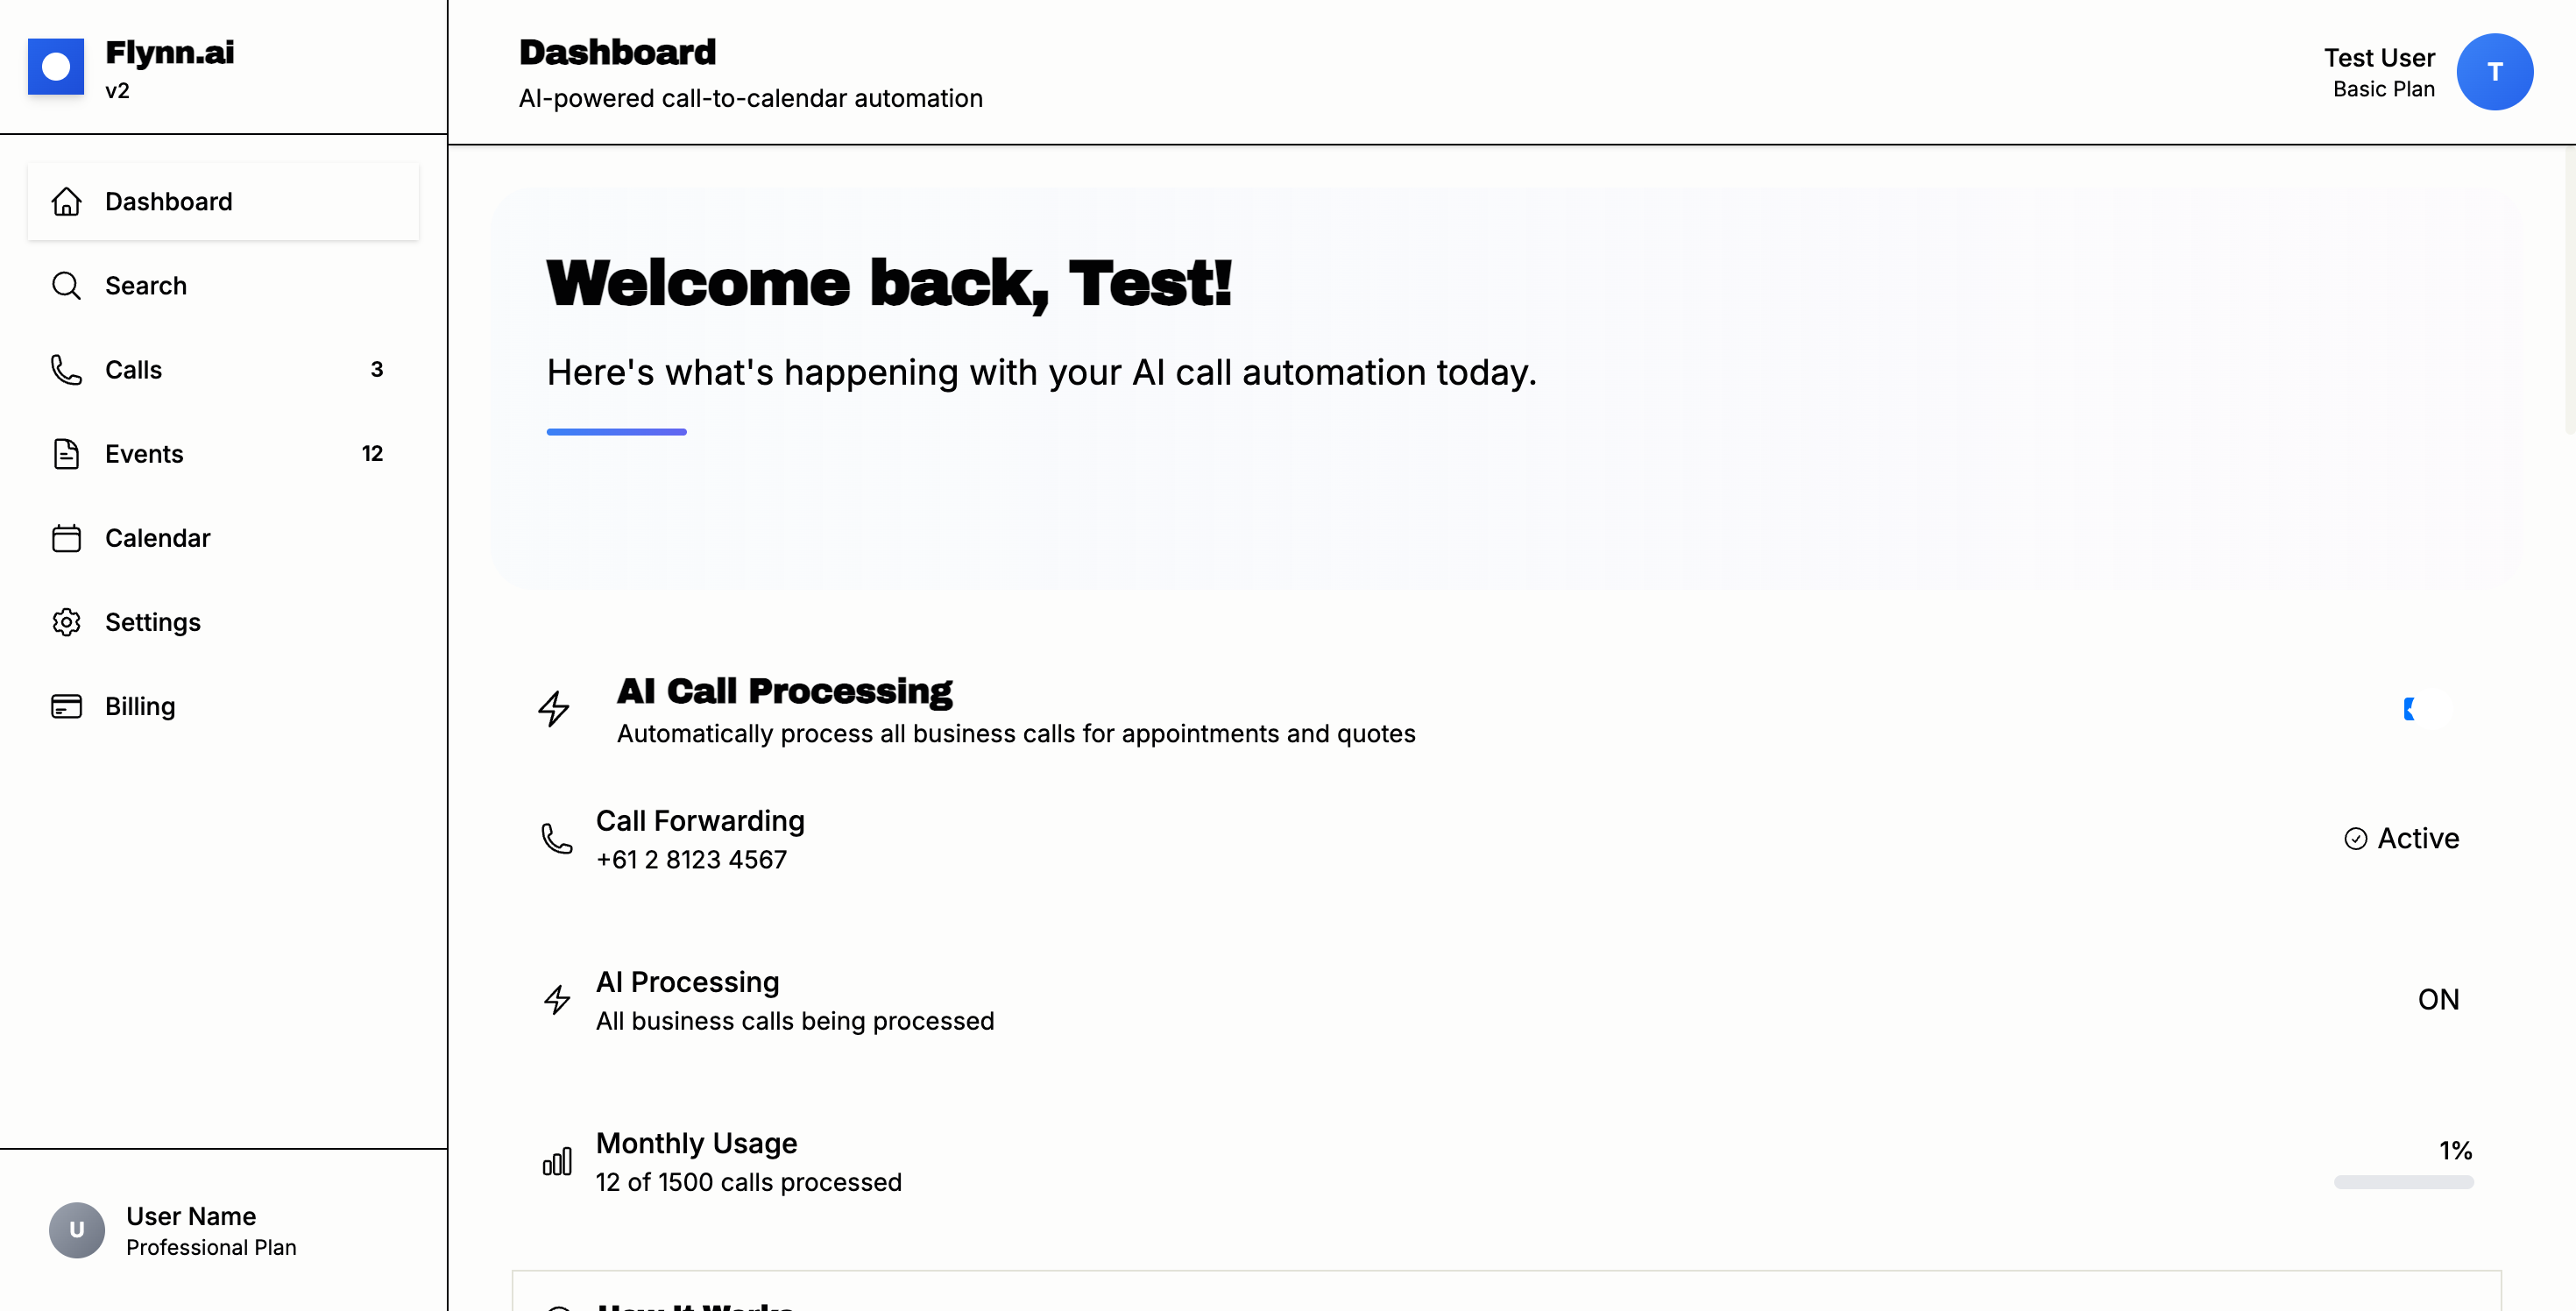 Flynn.ai
v2
Dashboard
Search
Calls 3
Events 12
Calendar
Settings
Billing
U
User Name
Professional Plan
Dashboard
AI-powered call-to-calendar automation
Test User
Basic Plan
T
Welcome back, Test!
Here's what's happening with your AI call automation today.
AI Call Processing
Automatically process all business calls for appointments and quotes
Call Forwarding
+61 2 8123 4567
Active
AI Processing
All business calls being processed
ON
Monthly Usage
12 of 1500 calls processed
1%
How It Works